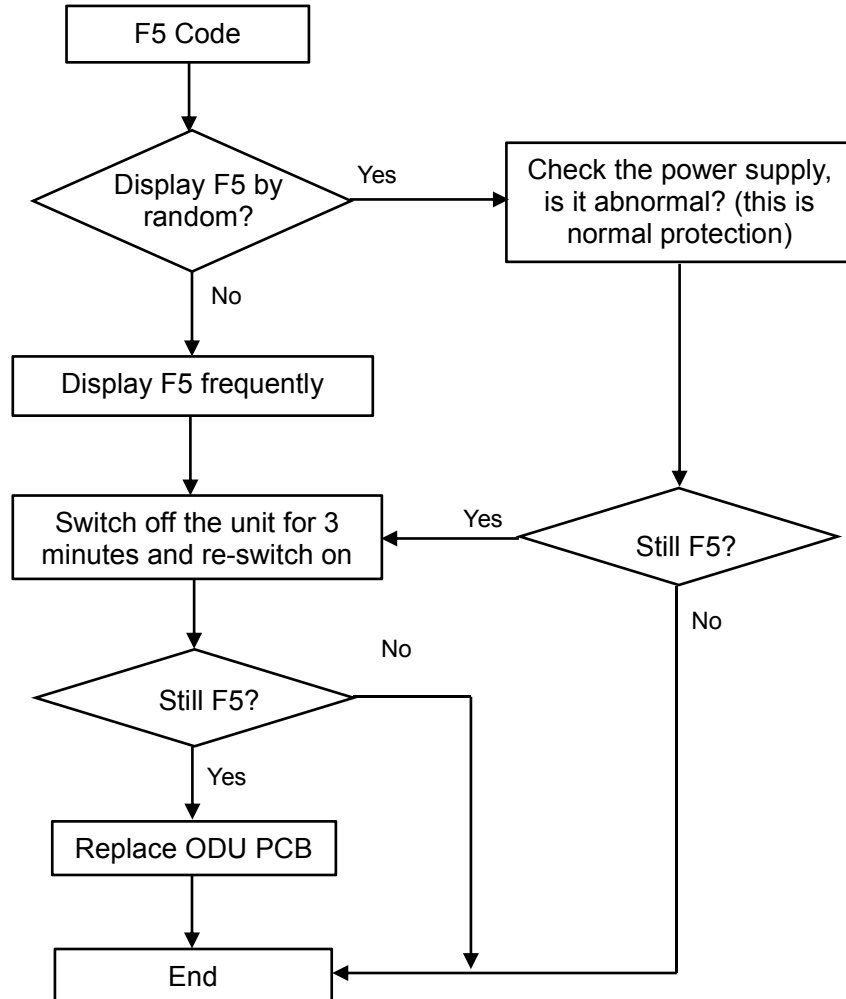 F5 Code
Display F5 by
random?
Yes
Check the power supply,
is it abnormal? (this is
normal protection)
No
Display F5 frequently
Switch off the unit for 3
minutes and re-switch on
Yes
Still F5?
No
No
Still F5?
Yes
Replace ODU PCB
End